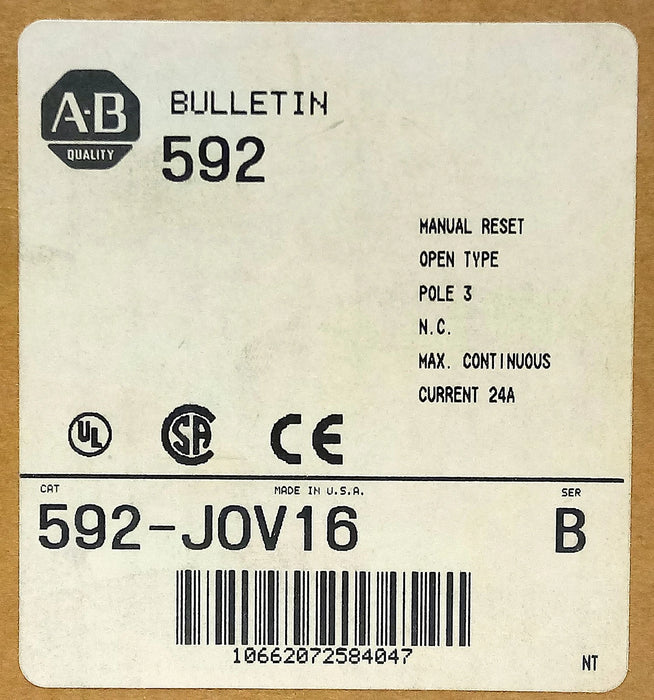 A-B
QUALITY
BULLETIN
592
MANUAL RESET
OPEN TYPE
POLE 3
N.C.
MAX. CONTINUOUS
CURRENT 24A
UL
SA
CE
CAT
MADE IN U.S.A.
SER
592-JOV16
B
10662072584047
NT